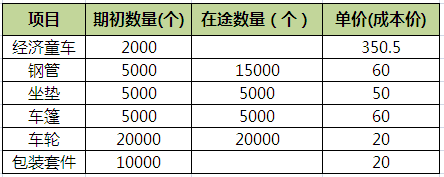 项目 期初数量(个) 在途数量（个） 单价(成本价)
经济童车 2000 350.5
钢管 5000 15000 60
坐垫 5000 5000 50
车篷 5000 5000 60
车轮 20000 20000 20
包装套件 10000 20